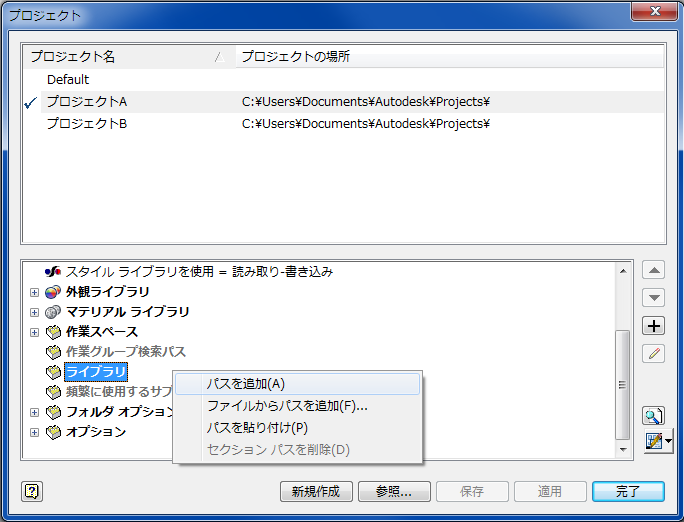 プロジェクト
プロジェクト名 プロジェクトの場所
Default
プロジェクトA C:¥Users¥Documents¥Autodesk¥Projects¥
プロジェクトB C:¥Users¥Documents¥Autodesk¥Projects¥
スタイル ライブラリを使用 = 読み取り-書き込み
外観ライブラリ
マテリアル ライブラリ
作業スペース
作業グループ検索パス
ライブラリ
パスを追加(A)
頻繁に使用するサブ
ファイルからパスを追加(F)...
フォルダ オプション
パスを貼り付け(P)
オプション
セクション パスを削除(D)
新規作成 参照... 保存 適用 完了